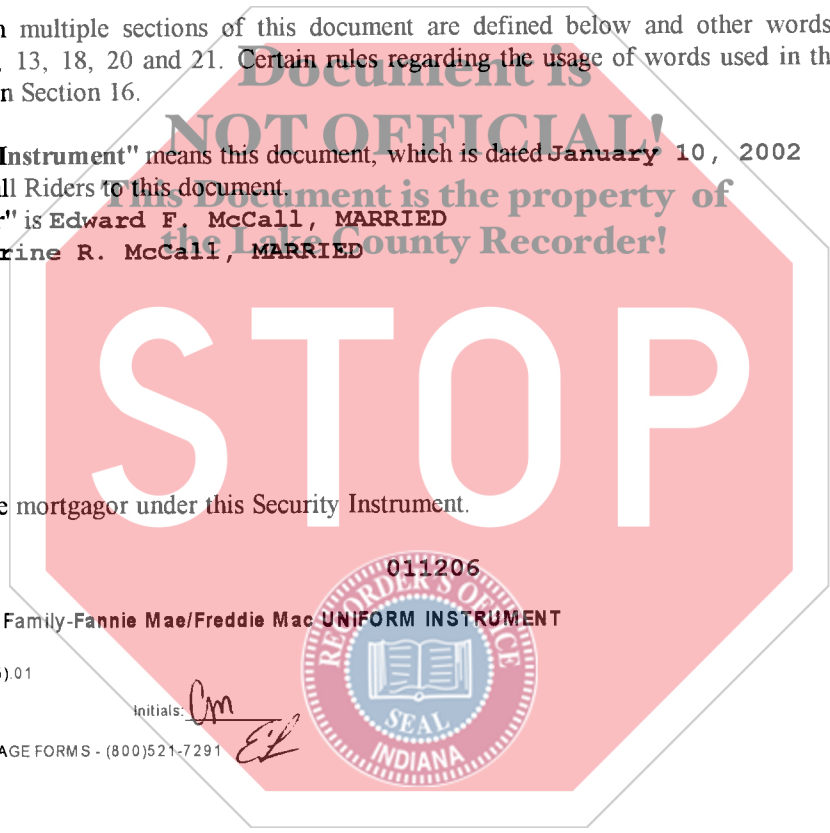 multiple sections of this document are defined below and other words
13, 18, 20 and 21. Certain rules regarding the usage of words used in th
n Section 16.
Document is
NOT OFFICIAL!
Instrument" means this document, which is dated January 10, 2002
ll Riders to this document.
This Document is the property of
r" is Edward F. McCall, MARRIED
rine R. McCall, MARRIED
the Lake County Recorder!
STOP
e mortgagor under this Security Instrument.
011206
Family-Fannie Mae/Freddie Mac UNIFORM INSTRUMENT
RECORDER'S OFFICE
).01
Initials: Cm
SEAL
AGE FORMS - (800)521-7291
INDIANA